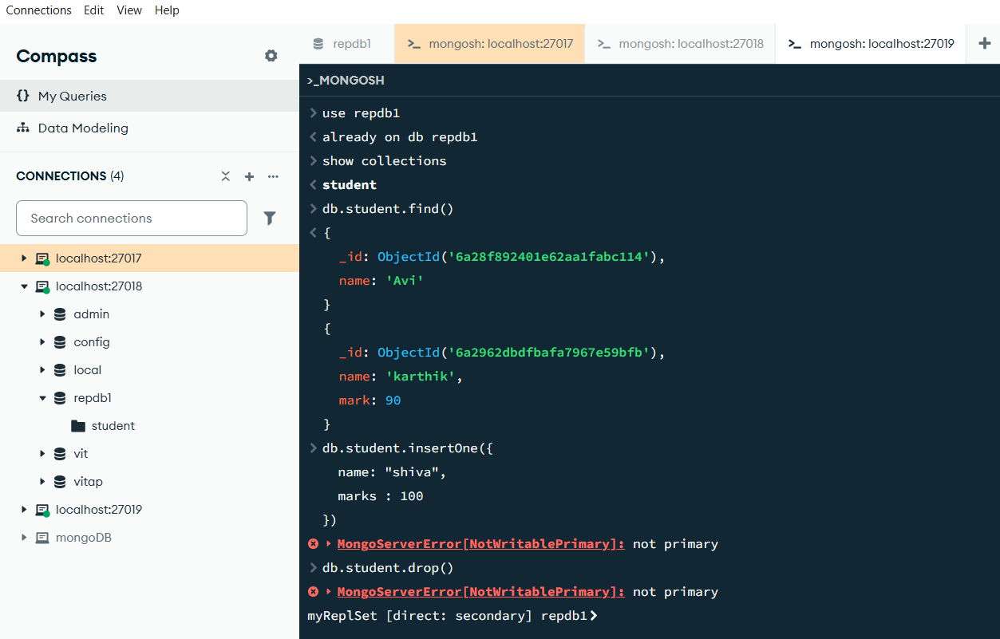 Connections Edit View Help
Compass
My Queries
Data Modeling
CONNECTIONS (4)
Search connections
localhost:27017
localhost:27018
admin
config
local
repdb1
student
vit
vitap
localhost:27019
mongoDB
repdb1
mongosh: localhost:27017
mongosh: localhost:27018
mongosh: localhost:27019
>_MONGOSH
> use repdb1
< already on db repdb1
> show collections
< student
> db.student.find()
< {
_id: ObjectId('6a28f892401e62aa1fabc114'),
name: 'Avi'
}
{
_id: ObjectId('6a2962dbdfbafa7967e59bfb'),
name: 'karthik',
mark: 90
}
> db.student.insertOne({
name: "shiva",
marks : 100
})
MongoServerError[NotWritablePrimary]: not primary
> db.student.drop()
MongoServerError[NotWritablePrimary]: not primary
myReplSet [direct: secondary] repdb1>